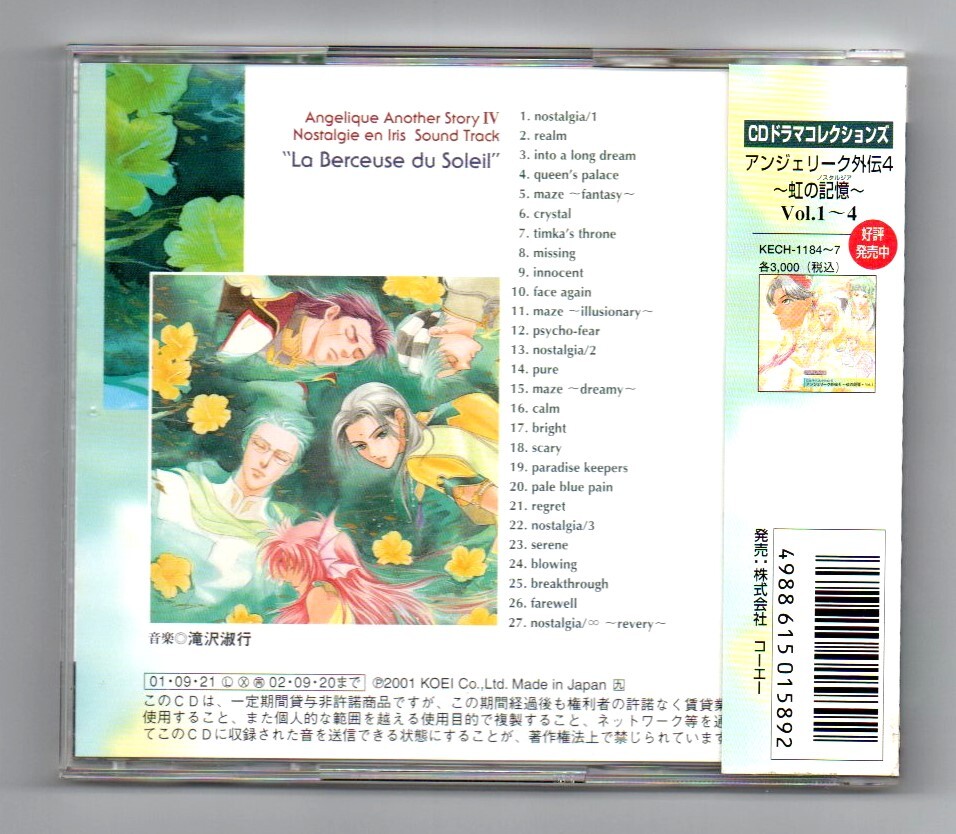 Angelique Another Story IV
Nostalgie en Iris Sound Track
"La Berceuse du Soleil"
1. nostalgia/1
2. realm
3. into a long dream
4. queen's palace
5. maze ～fantasy～
6. crystal
7. timka's throne
8. missing
9. innocent
10. face again
11. maze ～illusionary～
12. psycho-fear
13. nostalgia/2
14. pure
15. maze ～dreamy～
16. calm
17. bright
18. scary
19. paradise keepers
20. pale blue pain
21. regret
22. nostalgia/3
23. serene
24. blowing
25. breakthrough
26. farewell
27. nostalgia/∞ ～revery～
音楽◎滝沢淑行
01・09・21 Ⓛ Ⓧ ㊕ 02・09・20まで ℗2001 KOEI Co.,Ltd. Made in Japan
このCDは、一定期間貸与非許諾商品ですが、この期間経過後も権利者の許諾なく賃貸業
使用すること、また個人的な範囲を越える使用目的で複製すること、ネットワーク等を通
てこのCDに収録された音を送信できる状態にすることが、著作権法上で禁じられています
CDドラマコレクションズ
アンジェリーク外伝4
ノスタルジア
～虹の記憶～
Vol.1～4
好評
発売中
KECH-1184～7
各3,000（税込）
発売：株式会社 コーエー
4988615015892